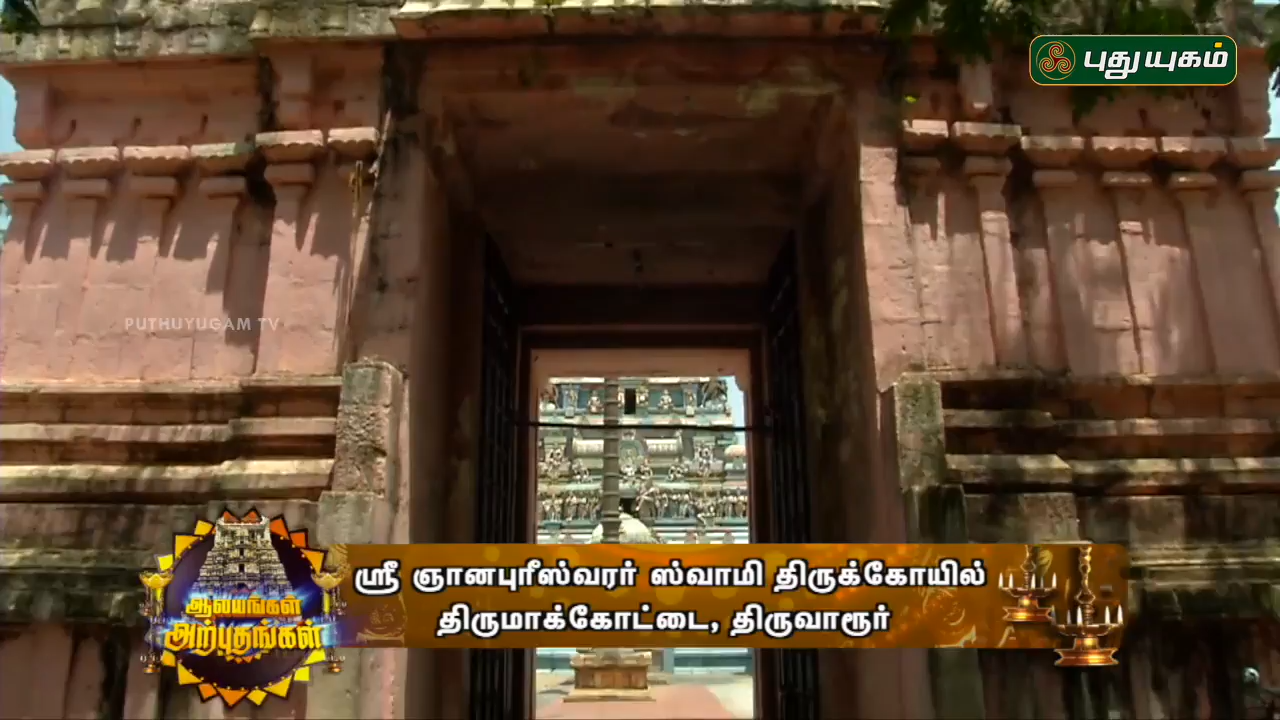 புதுயுகம்
PUTHUYUGAM TV
ஸ்ரீ ஞானபுரீஸ்வரர் ஸ்வாமி திருக்கோயில்
திருமாக்கோட்டை, திருவாரூர்
ஆலயங்கள்
அற்புதங்கள்